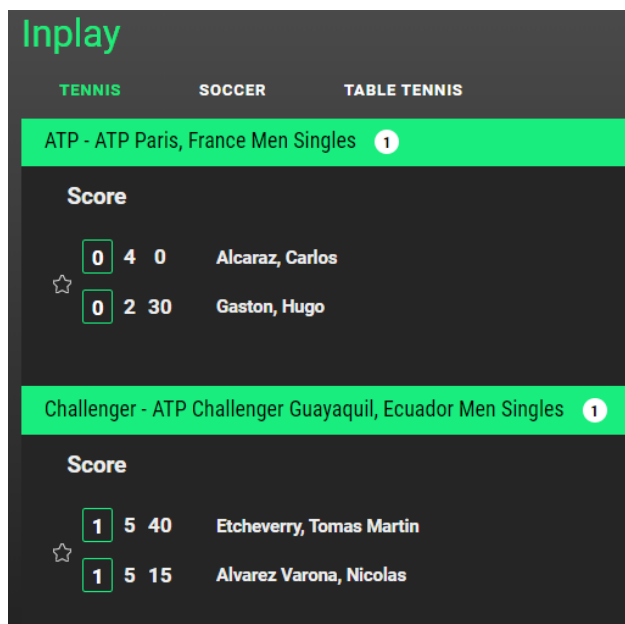 Inplay
TENNIS SOCCER TABLE TENNIS
ATP - ATP Paris, France Men Singles 1
Score
0 4 0 Alcaraz, Carlos
0 2 30 Gaston, Hugo
Challenger - ATP Challenger Guayaquil, Ecuador Men Singles 1
Score
1 5 40 Etcheverry, Tomas Martin
1 5 15 Alvarez Varona, Nicolas